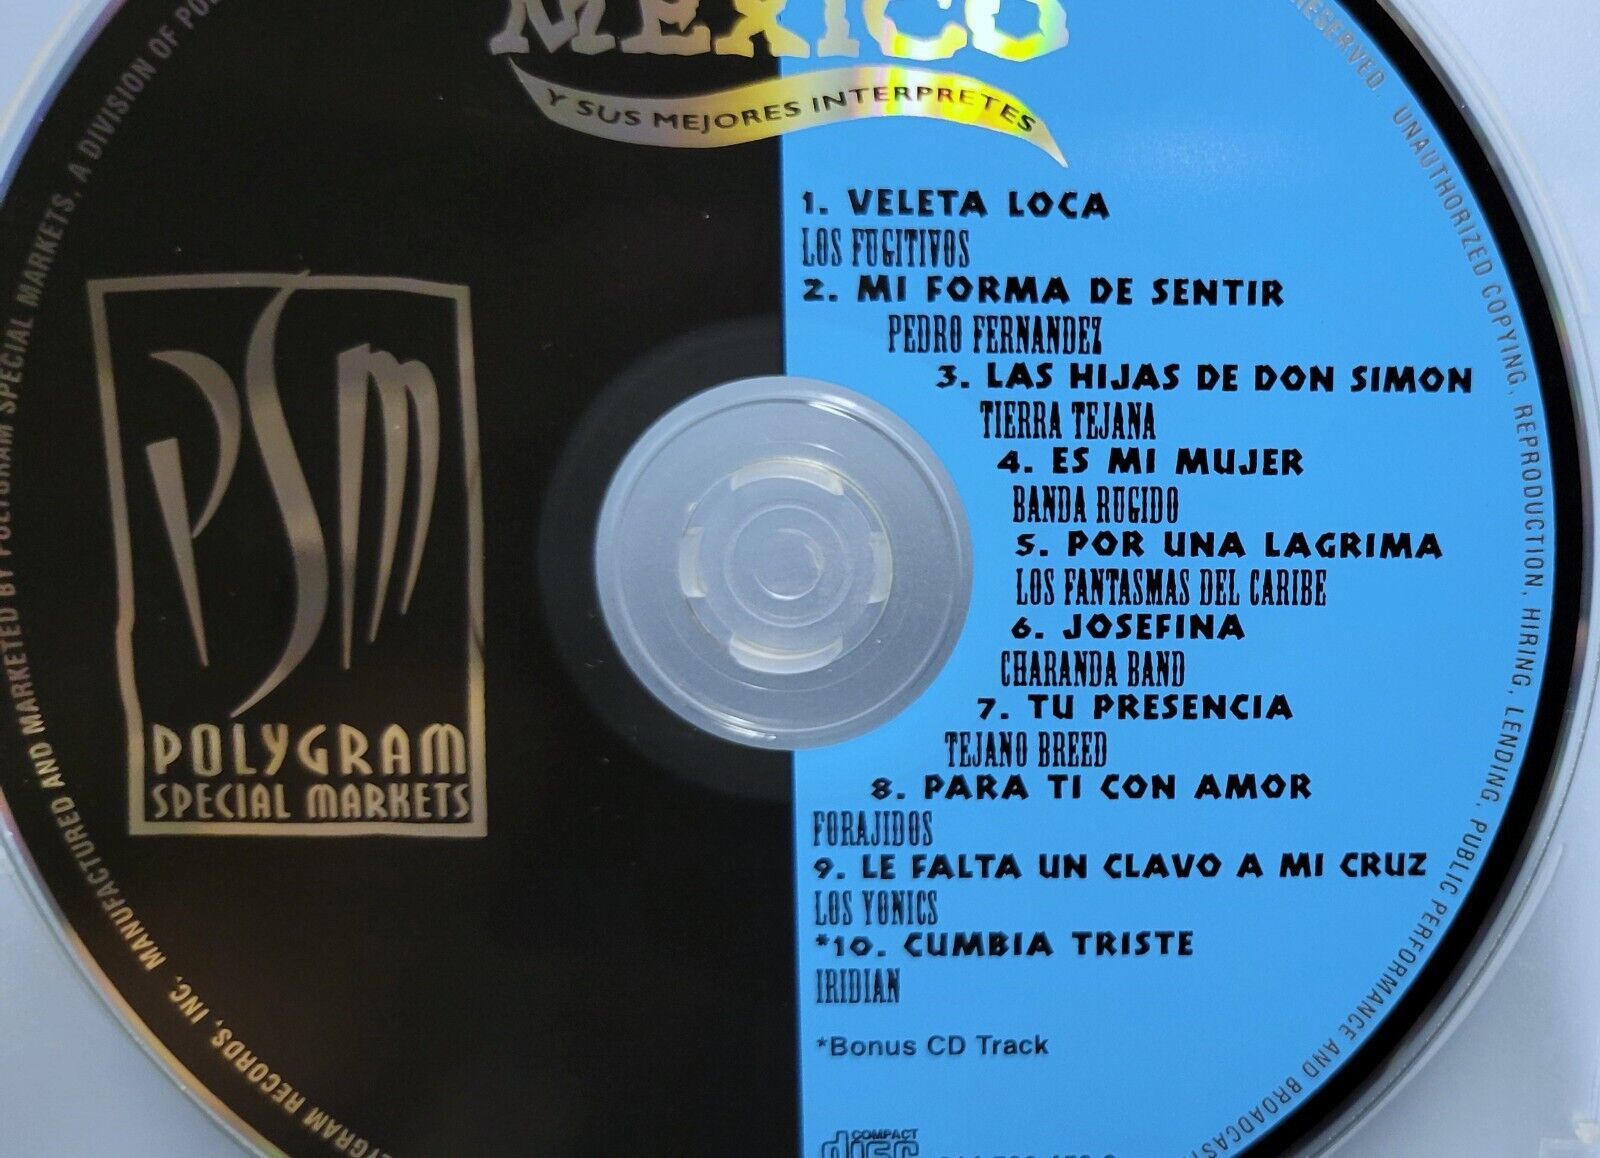 MEXICO
Y SUS MEJORES INTERPRETES
1. VELETA LOCA
LOS FUGITIVOS
2. MI FORMA DE SENTIR
PEDRO FERNANDEZ
3. LAS HIJAS DE DON SIMON
TIERRA TEJANA
4. ES MI MUJER
BANDA RUGIDO
5. POR UNA LAGRIMA
LOS FANTASMAS DEL CARIBE
6. JOSEFINA
CHARANDA BAND
7. TU PRESENCIA
TEJANO BREED
8. PARA TI CON AMOR
FORAJIDOS
9. LE FALTA UN CLAVO A MI CRUZ
LOS YONICS
*10. CUMBIA TRISTE
IRIDIAN
*Bonus CD Track
COMPACT
disc
PSM
POLYGRAM
SPECIAL MARKETS
RECORDS, INC. MANUFACTURED AND MARKETED BY POLYGRAM SPECIAL MARKETS, A DIVISION OF
RESERVED. UNAUTHORIZED COPYING, REPRODUCTION, HIRING, LENDING, PUBLIC PERFORMANCE AND